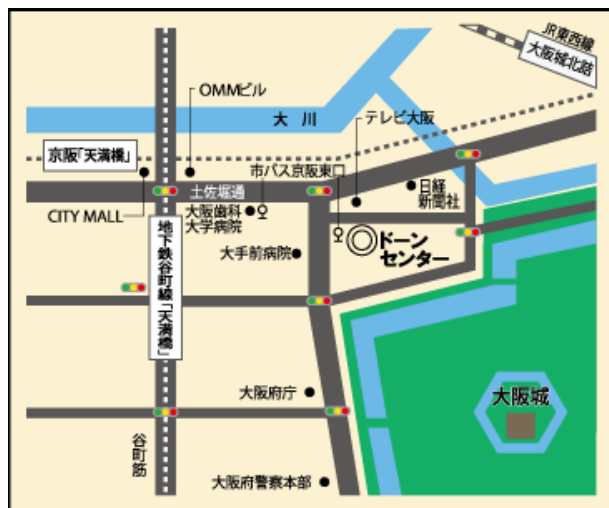 JR東西線
大阪城北詰
OMMビル
大川
テレビ大阪
京阪「天満橋」
市バス京阪東口
土佐堀通
日経
新聞社
CITY MALL
大阪歯科
大学病院
ドーン
センター
大手前病院
地下鉄谷町線「天満橋」
大阪府庁
大阪城
谷町筋
大阪府警察本部